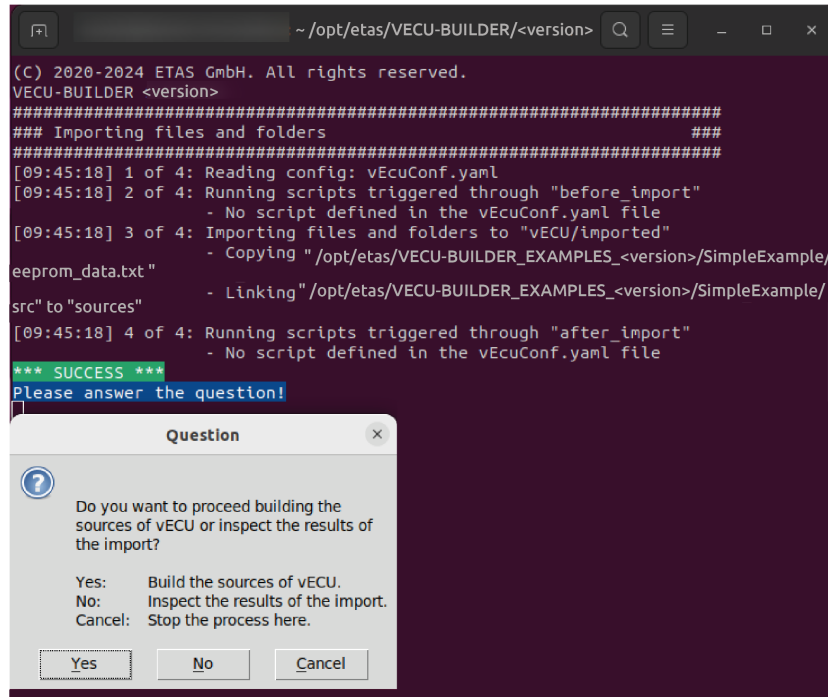 ~ /opt/etas/VECU-BUILDER/<version>
(C) 2020-2024 ETAS GmbH. All rights reserved.
VECU-BUILDER <version>
######################################################################
### Importing files and folders                                    ###
######################################################################
[09:45:18] 1 of 4: Reading config: vEcuConf.yaml
[09:45:18] 2 of 4: Running scripts triggered through "before_import"
- No script defined in the vEcuConf.yaml file
[09:45:18] 3 of 4: Importing files and folders to "vECU/imported"
- Copying "/opt/etas/VECU-BUILDER_EXAMPLES_<version>/SimpleExample/
eeprom_data.txt "
- Linking"/opt/etas/VECU-BUILDER_EXAMPLES_<version>/SimpleExample/
src" to "sources"
[09:45:18] 4 of 4: Running scripts triggered through "after_import"
- No script defined in the vEcuConf.yaml file
*** SUCCESS ***
Please answer the question!
Question
Do you want to proceed building the
sources of vECU or inspect the results of
the import?
Yes: Build the sources of vECU.
No: Inspect the results of the import.
Cancel: Stop the process here.
Yes No Cancel